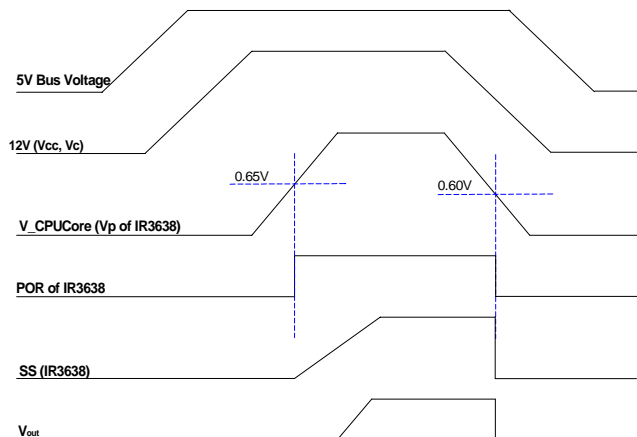 5V Bus Voltage
12V (Vcc, Vc)
0.65V
0.60V
V_CPUCore (Vp of IR3638)
POR of IR3638
SS (IR3638)
Vout